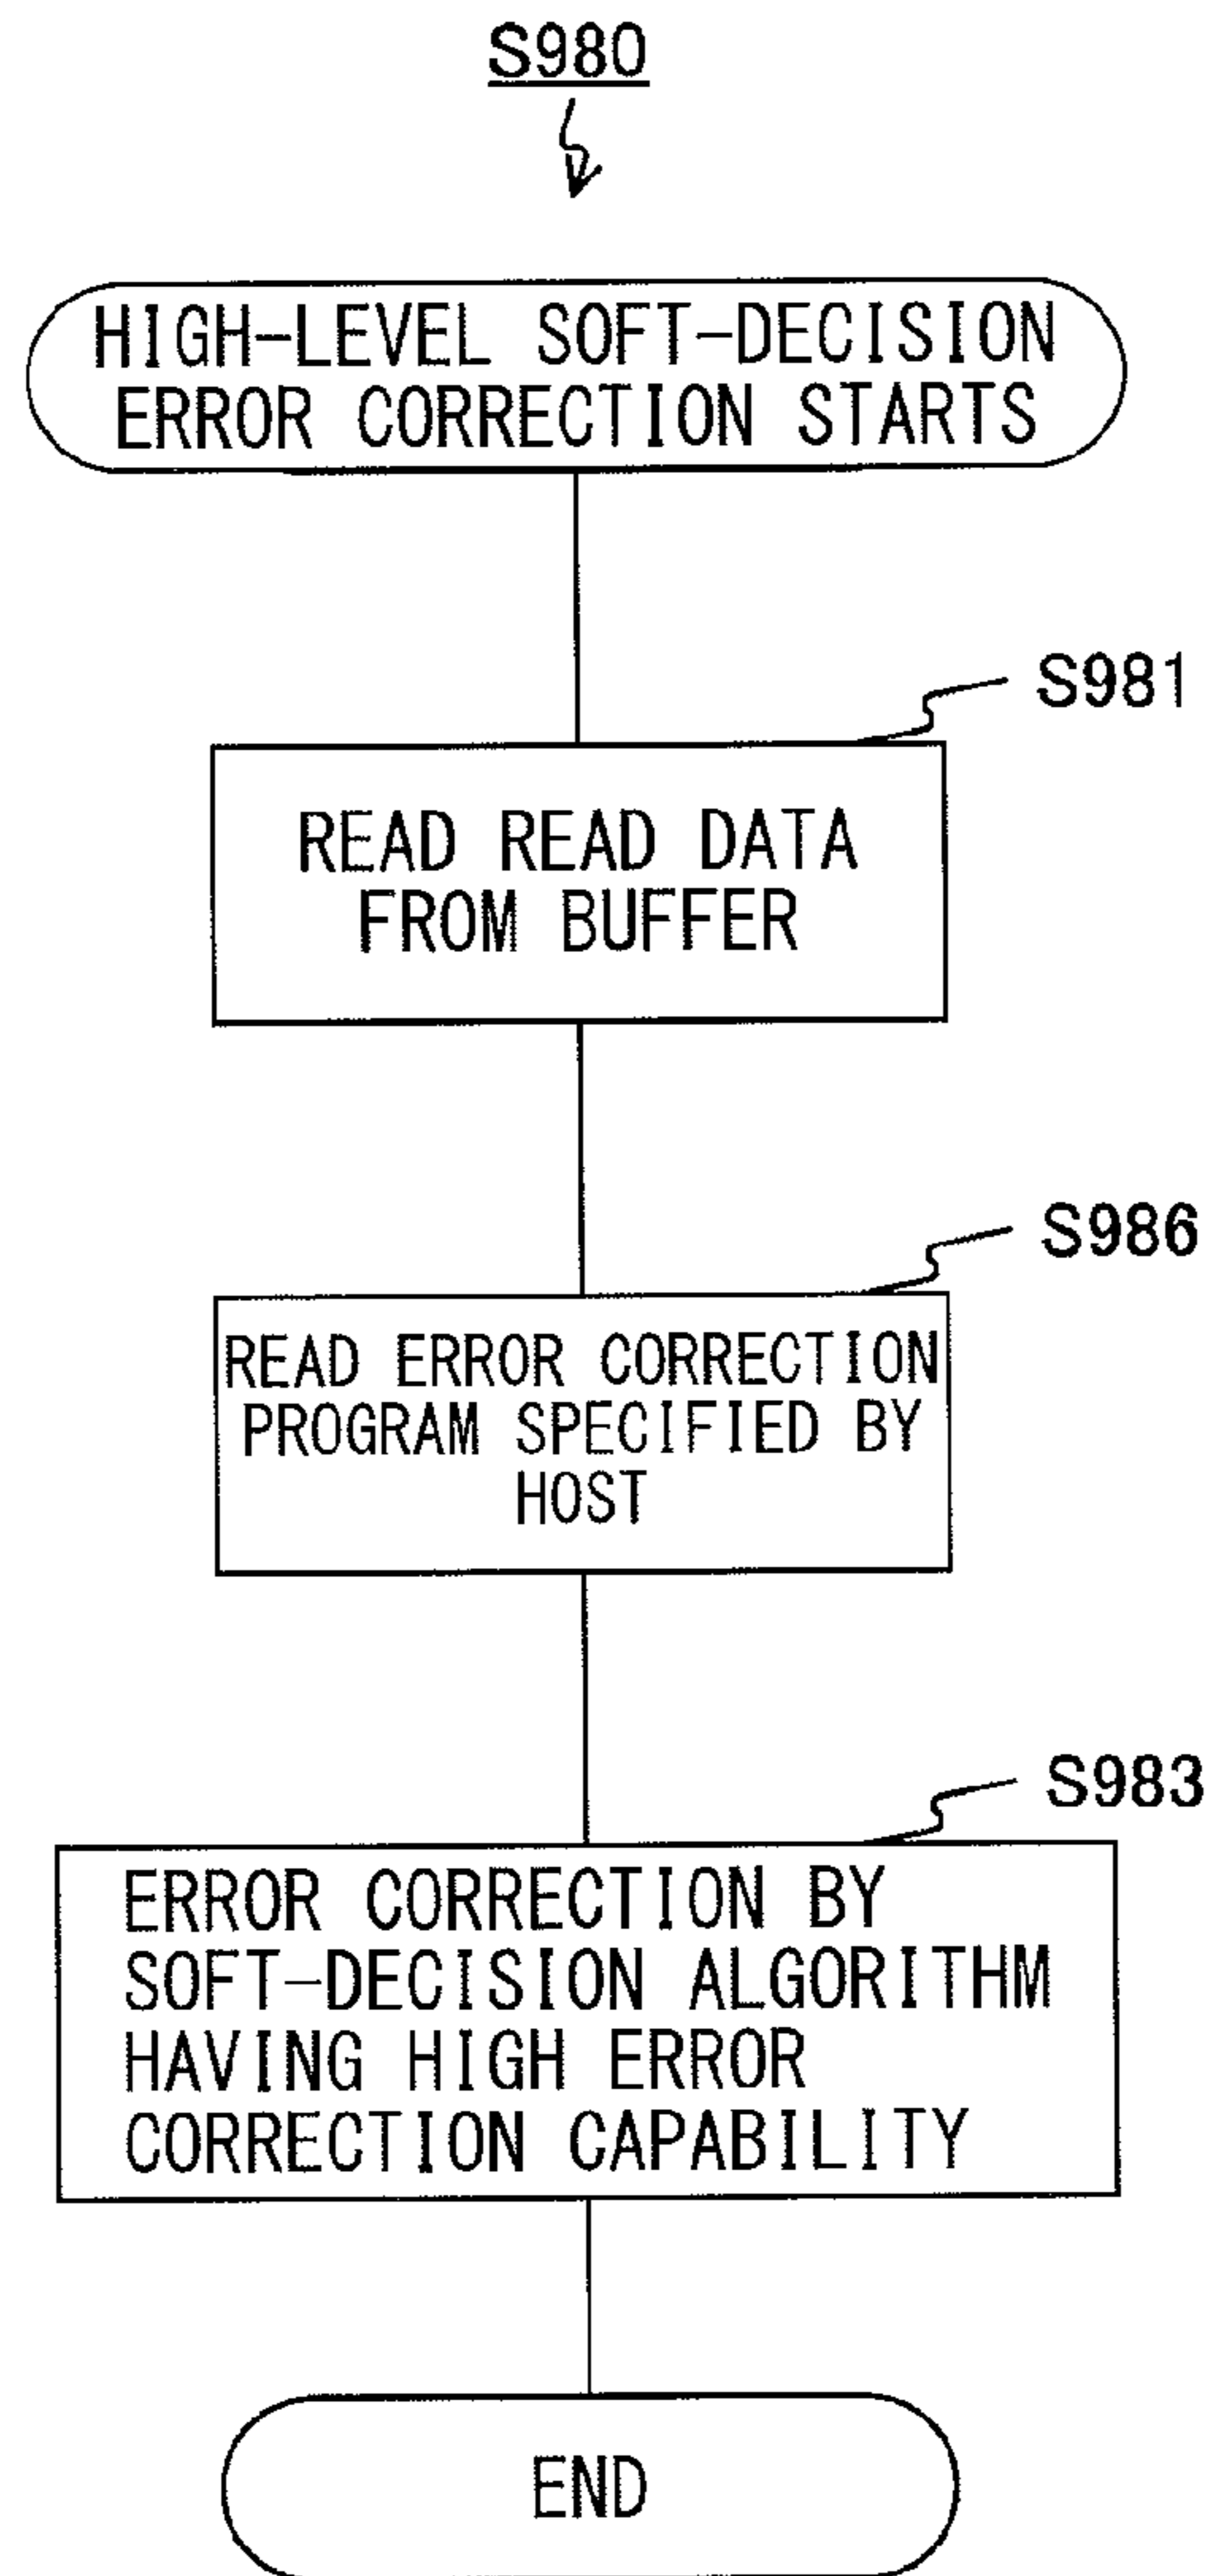 S980
HIGH-LEVEL SOFT-DECISION
ERROR CORRECTION STARTS
S981
READ READ DATA
FROM BUFFER
S986
READ ERROR CORRECTION
PROGRAM SPECIFIED BY
HOST
S983
ERROR CORRECTION BY
SOFT-DECISION ALGORITHM
HAVING HIGH ERROR
CORRECTION CAPABILITY
END